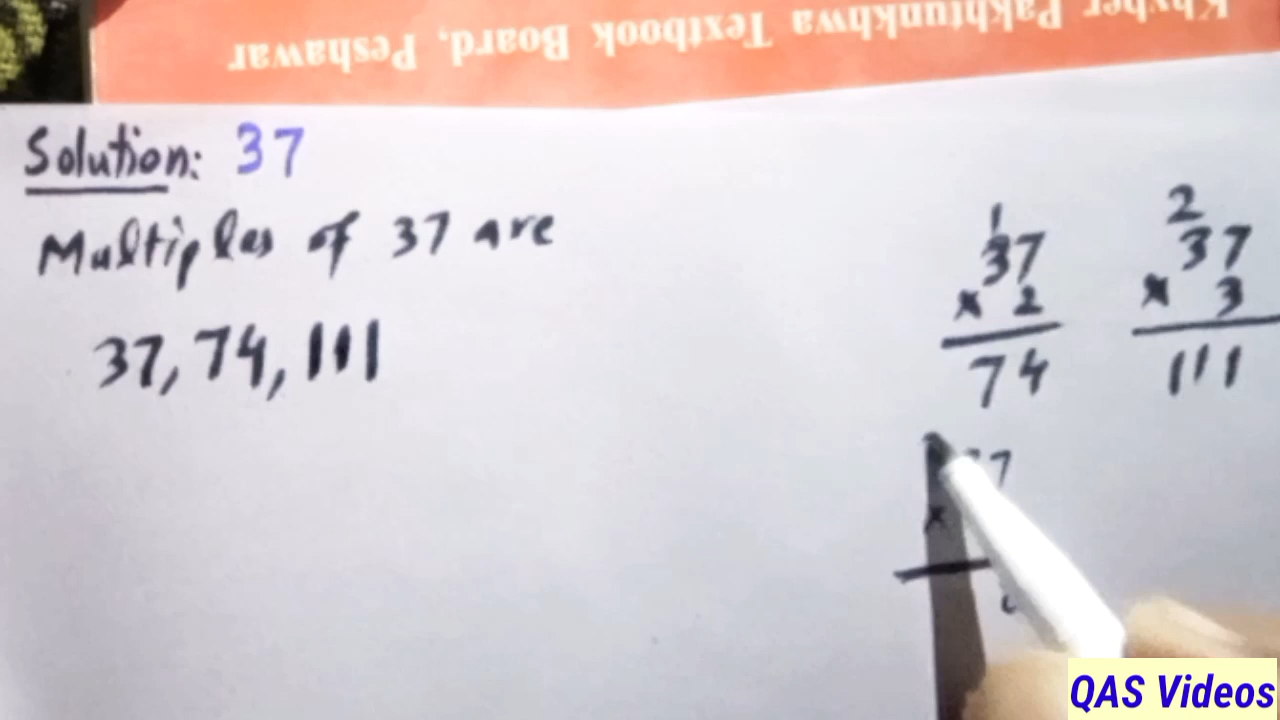 Khyber Pakhtunkhwa Textbook Board, Peshawar
Solution: 37
Multiples of 37 are
37, 74, 111
1
37
× 2
74
2
37
× 3
111
7
×
QAS Videos